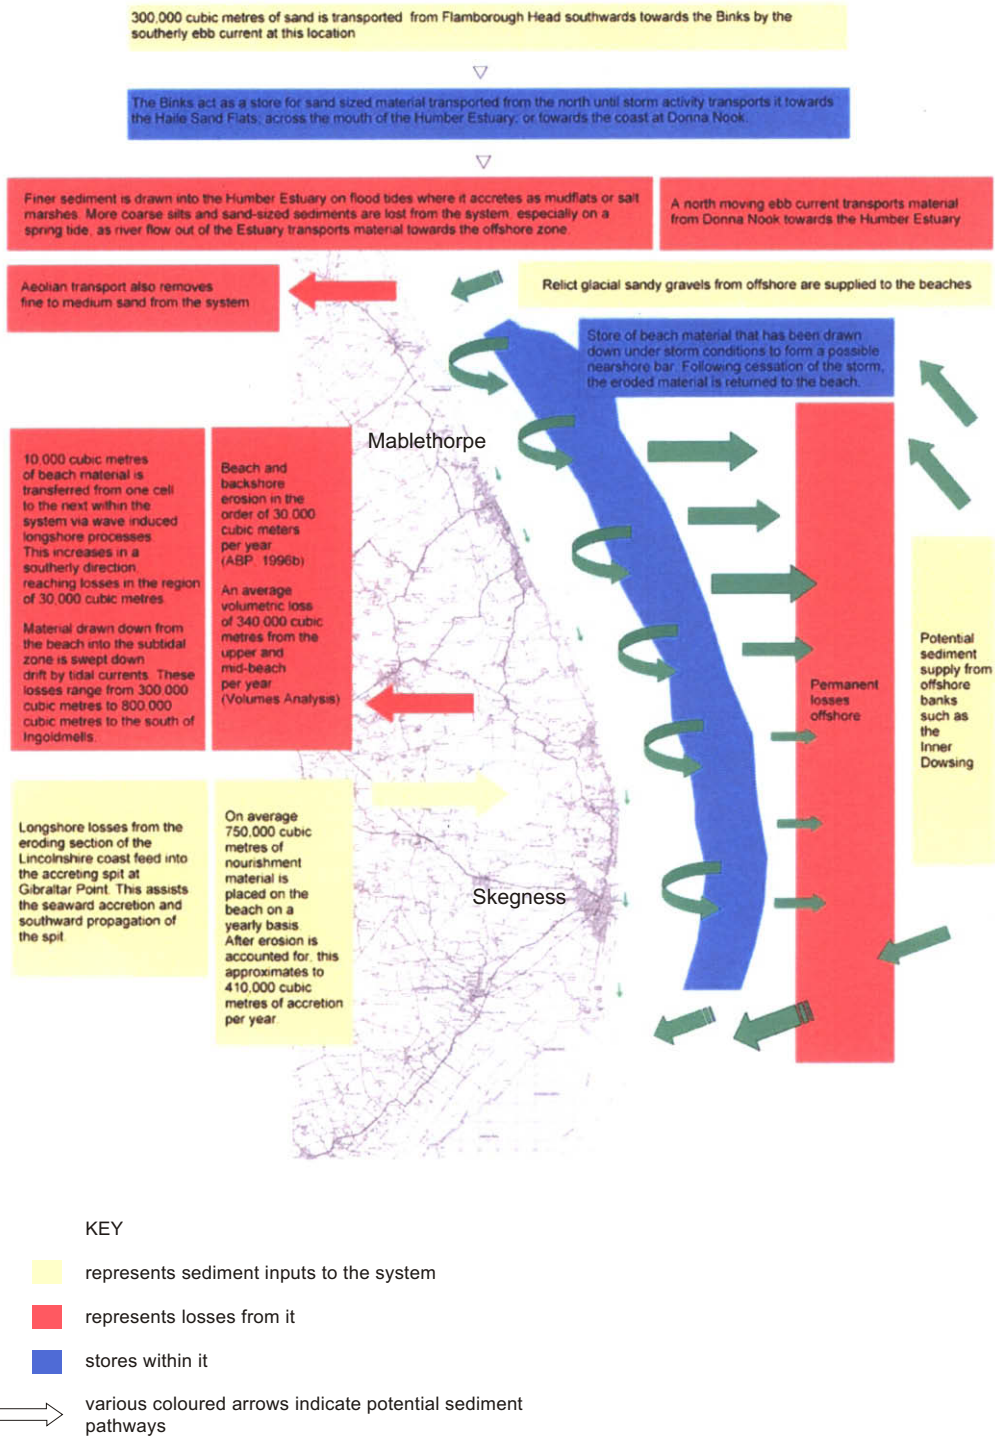 300,000 cubic metres of sand is transported from Flamborough Head southwards towards the Binks by the
southerly ebb current at this location
The Binks act as a store for sand sized material transported from the north until storm activity transports it towards
the Haile Sand Flats; across the mouth of the Humber Estuary; or towards the coast at Donna Nook.
Finer sediment is drawn into the Humber Estuary on flood tides where it accretes as mudflats or salt
marshes. More coarse silts and sand-sized sediments are lost from the system, especially on a
spring tide, as river flow out of the Estuary transports material towards the offshore zone.
A north moving ebb current transports material
from Donna Nook towards the Humber Estuary
Aeolian transport also removes
fine to medium sand from the system
Relict glacial sandy gravels from offshore are supplied to the beaches
Store of beach material that has been drawn
down under storm conditions to form a possible
nearshore bar. Following cessation of the storm,
the eroded material is returned to the beach.
Mablethorpe
10,000 cubic metres
of beach material is
transferred from one cell
to the next within the
system via wave induced
longshore processes.
This increases in a
southerly direction,
reaching losses in the region
of 30,000 cubic metres.
Material drawn down from
the beach into the subtidal
zone is swept down
drift by tidal currents. These
losses range from 300,000
cubic metres to 800,000
cubic metres to the south of
Ingoldmells.
Beach and
backshore
erosion in the
order of 30,000
cubic meters
per year
(ABP, 1996b)
An average
volumetric loss
of 340,000 cubic
metres from the
upper and
mid-beach
per year
(Volumes Analysis)
Permanent
losses
offshore
Potential
sediment
supply from
offshore
banks
such as
the
Inner
Dowsing
Longshore losses from the
eroding section of the
Lincolnshire coast feed into
the accreting spit at
Gibraltar Point. This assists
the seaward accretion and
southward propagation of
the spit.
On average
750,000 cubic
metres of
nourishment
material is
placed on the
beach on a
yearly basis.
After erosion is
accounted for, this
approximates to
410,000 cubic
metres of accretion
per year.
Skegness
KEY
represents sediment inputs to the system
represents losses from it
stores within it
various coloured arrows indicate potential sediment
pathways